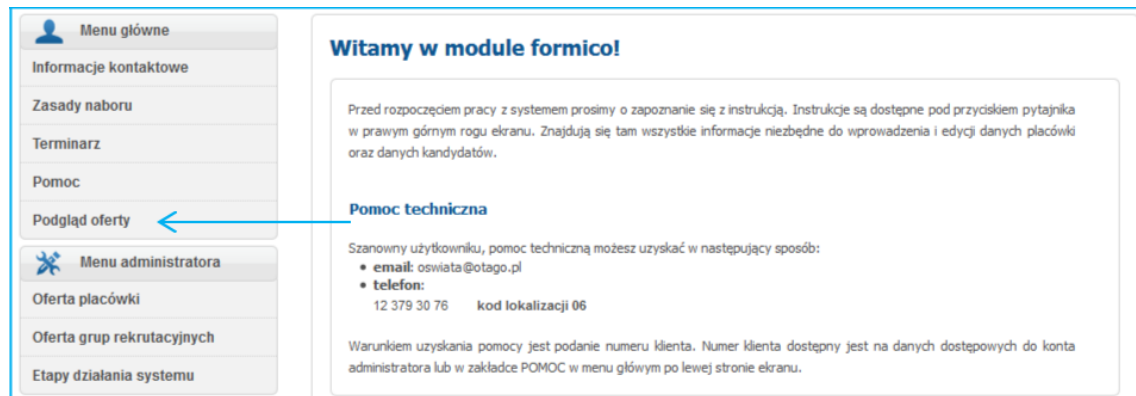 Menu główne
Informacje kontaktowe
Zasady naboru
Terminarz
Pomoc
Podgląd oferty
Menu administratora
Oferta placówki
Oferta grup rekrutacyjnych
Etapy działania systemu
Witamy w module formico!
Przed rozpoczęciem pracy z systemem prosimy o zapoznanie się z instrukcją. Instrukcje są dostępne pod przyciskiem pytajnika
w prawym górnym rogu ekranu. Znajdują się tam wszystkie informacje niezbędne do wprowadzenia i edycji danych placówki
oraz danych kandydatów.
Pomoc techniczna
Szanowny użytkowniku, pomoc techniczną możesz uzyskać w następujący sposób:
• email: oswiata@otago.pl
• telefon:
12 379 30 76 kod lokalizacji 06
Warunkiem uzyskania pomocy jest podanie numeru klienta. Numer klienta dostępny jest na danych dostępowych do konta
administratora lub w zakładce POMOC w menu głównym po lewej stronie ekranu.